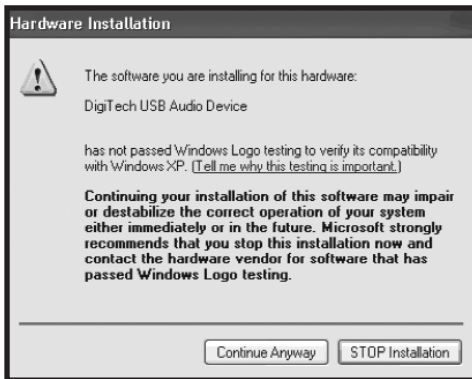 Hardware Installation
The software you are installing for this hardware:
DigiTech USB Audio Device
has not passed Windows Logo testing to verify its compatibility
with Windows XP. (Tell me why this testing is important.)
Continuing your installation of this software may impair
or destabilize the correct operation of your system
either immediately or in the future. Microsoft strongly
recommends that you stop this installation now and
contact the hardware vendor for software that has
passed Windows Logo testing.
Continue Anyway
STOP Installation